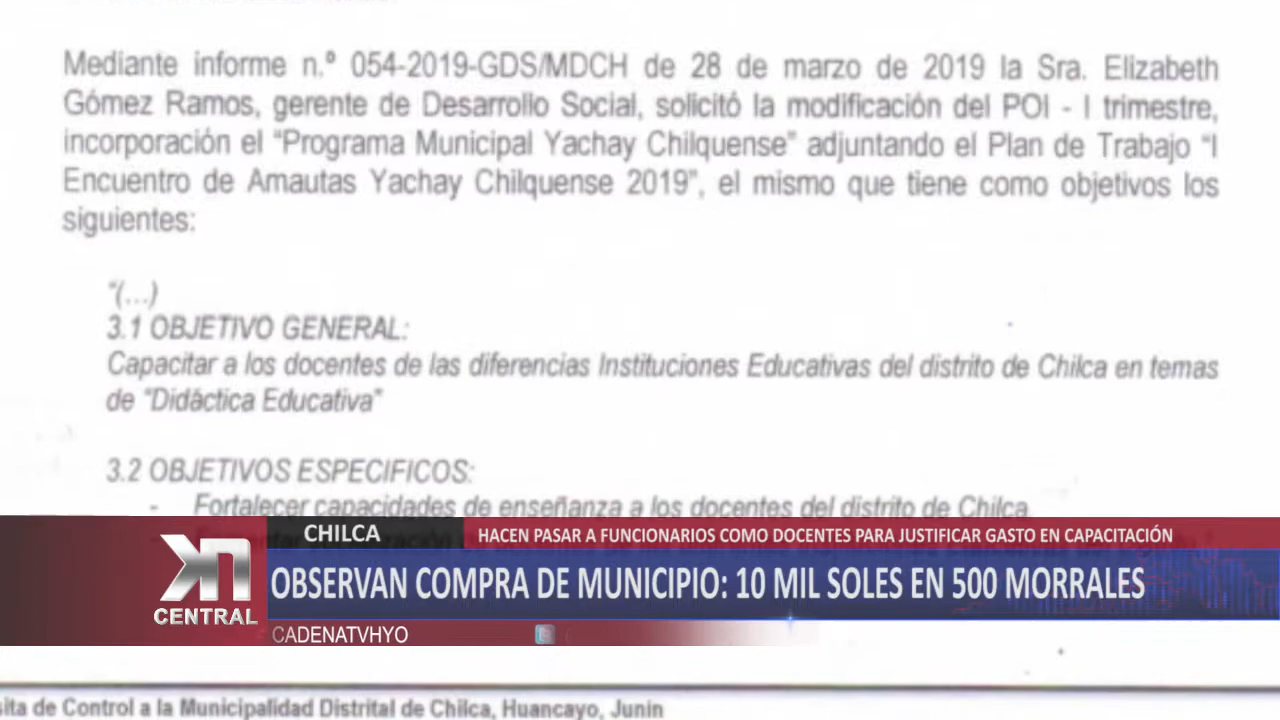 Mediante informe n.º 054-2019-GDS/MDCH de 28 de marzo de 2019 la Sra. Elizabeth
Gómez Ramos, gerente de Desarrollo Social, solicitó la modificación del POI - I trimestre,
incorporación el “Programa Municipal Yachay Chilquense” adjuntando el Plan de Trabajo “I
Encuentro de Amautas Yachay Chilquense 2019”, el mismo que tiene como objetivos los
siguientes:
“(...)
3.1 OBJETIVO GENERAL:
Capacitar a los docentes de las diferencias Instituciones Educativas del distrito de Chilca en temas
de “Didáctica Educativa”
3.2 OBJETIVOS ESPECIFICOS:
- Fortalecer capacidades de enseñanza a los docentes del distrito de Chilca.
CHILCA
HACEN PASAR A FUNCIONARIOS COMO DOCENTES PARA JUSTIFICAR GASTO EN CAPACITACIÓN
OBSERVAN COMPRA DE MUNICIPIO: 10 MIL SOLES EN 500 MORRALES
CENTRAL
CADENATVHYO
sita de Control a la Municipalidad Distrital de Chilca, Huancayo, Junín